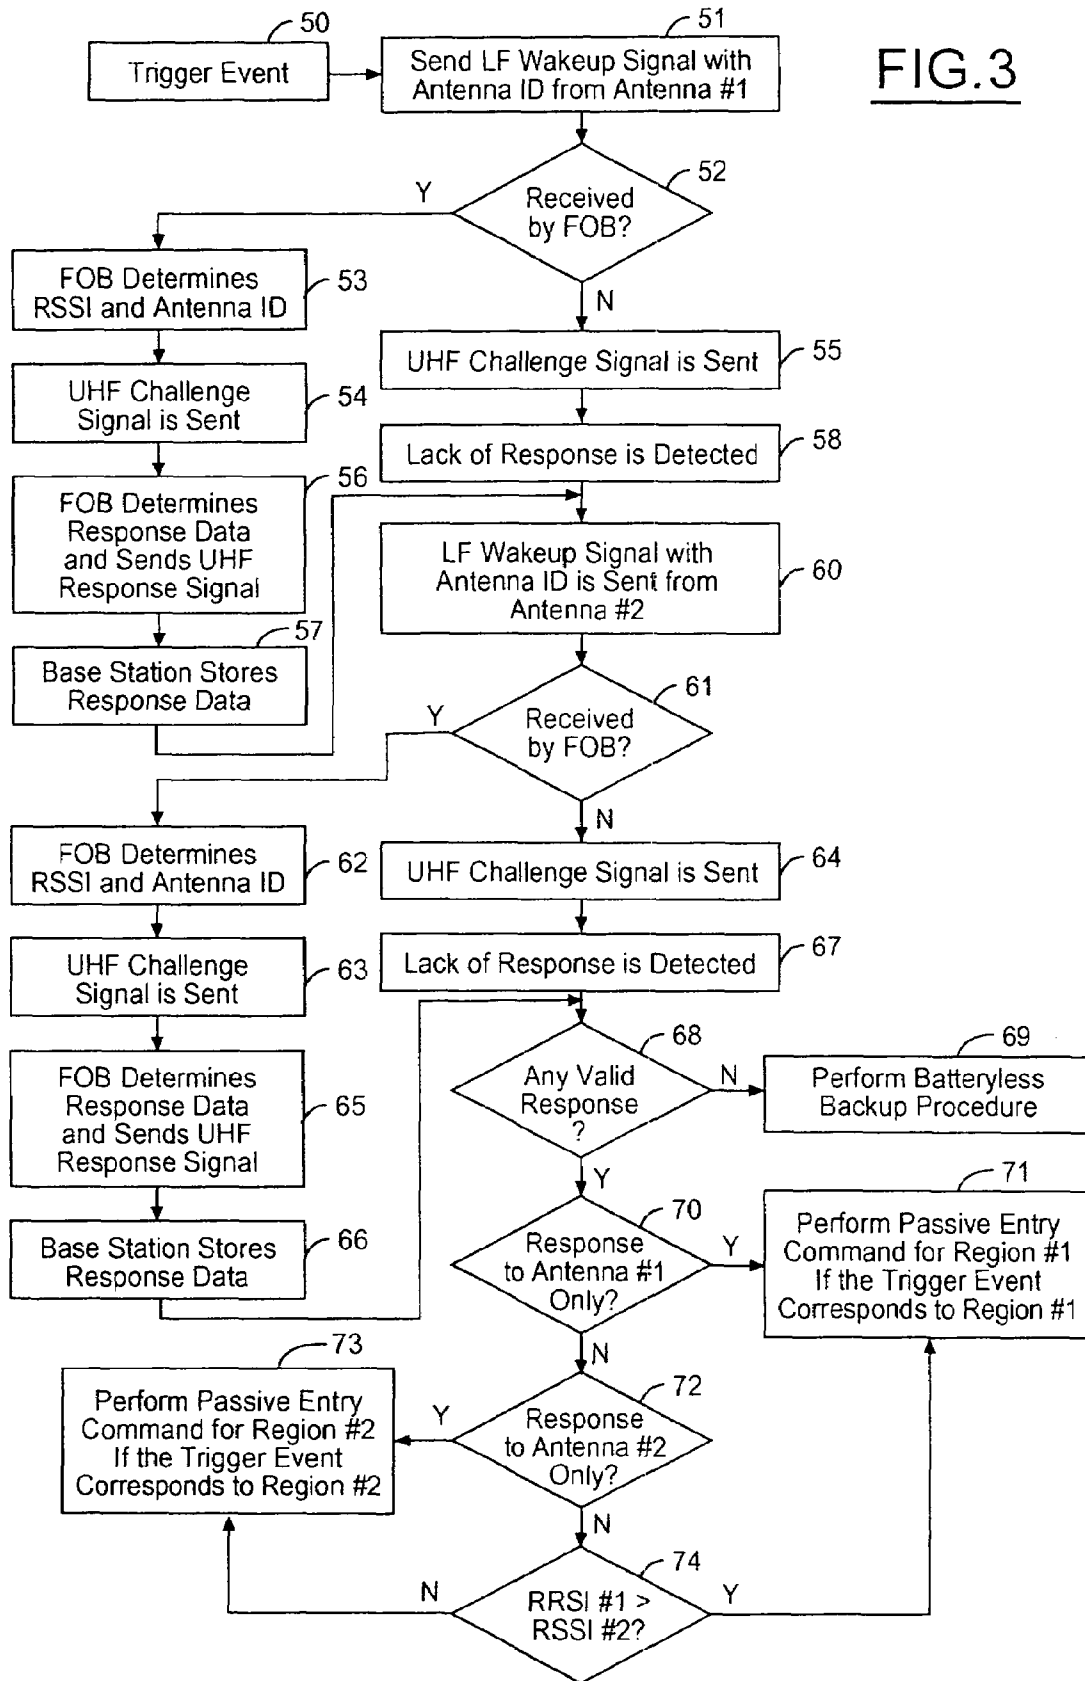 50
Trigger Event
51
Send LF Wakeup Signal with
Antenna ID from Antenna #1
FIG.3
52
Received
by FOB?
Y
N
53
FOB Determines
RSSI and Antenna ID
54
UHF Challenge
Signal is Sent
55
UHF Challenge Signal is Sent
58
Lack of Response is Detected
56
FOB Determines
Response Data
and Sends UHF
Response Signal
57
Base Station Stores
Response Data
60
LF Wakeup Signal with
Antenna ID is Sent from
Antenna #2
61
Received
by FOB?
Y
N
62
FOB Determines
RSSI and Antenna ID
63
UHF Challenge
Signal is Sent
64
UHF Challenge Signal is Sent
67
Lack of Response is Detected
65
FOB Determines
Response Data
and Sends UHF
Response Signal
66
Base Station Stores
Response Data
68
Any Valid
Response
?
N
Y
69
Perform Batteryless
Backup Procedure
70
Response
to Antenna #1
Only?
Y
N
71
Perform Passive Entry
Command for Region #1
If the Trigger Event
Corresponds to Region #1
72
Response
to Antenna #2
Only?
Y
N
73
Perform Passive Entry
Command for Region #2
If the Trigger Event
Corresponds to Region #2
74
RRSI #1 >
RSSI #2?
N
Y